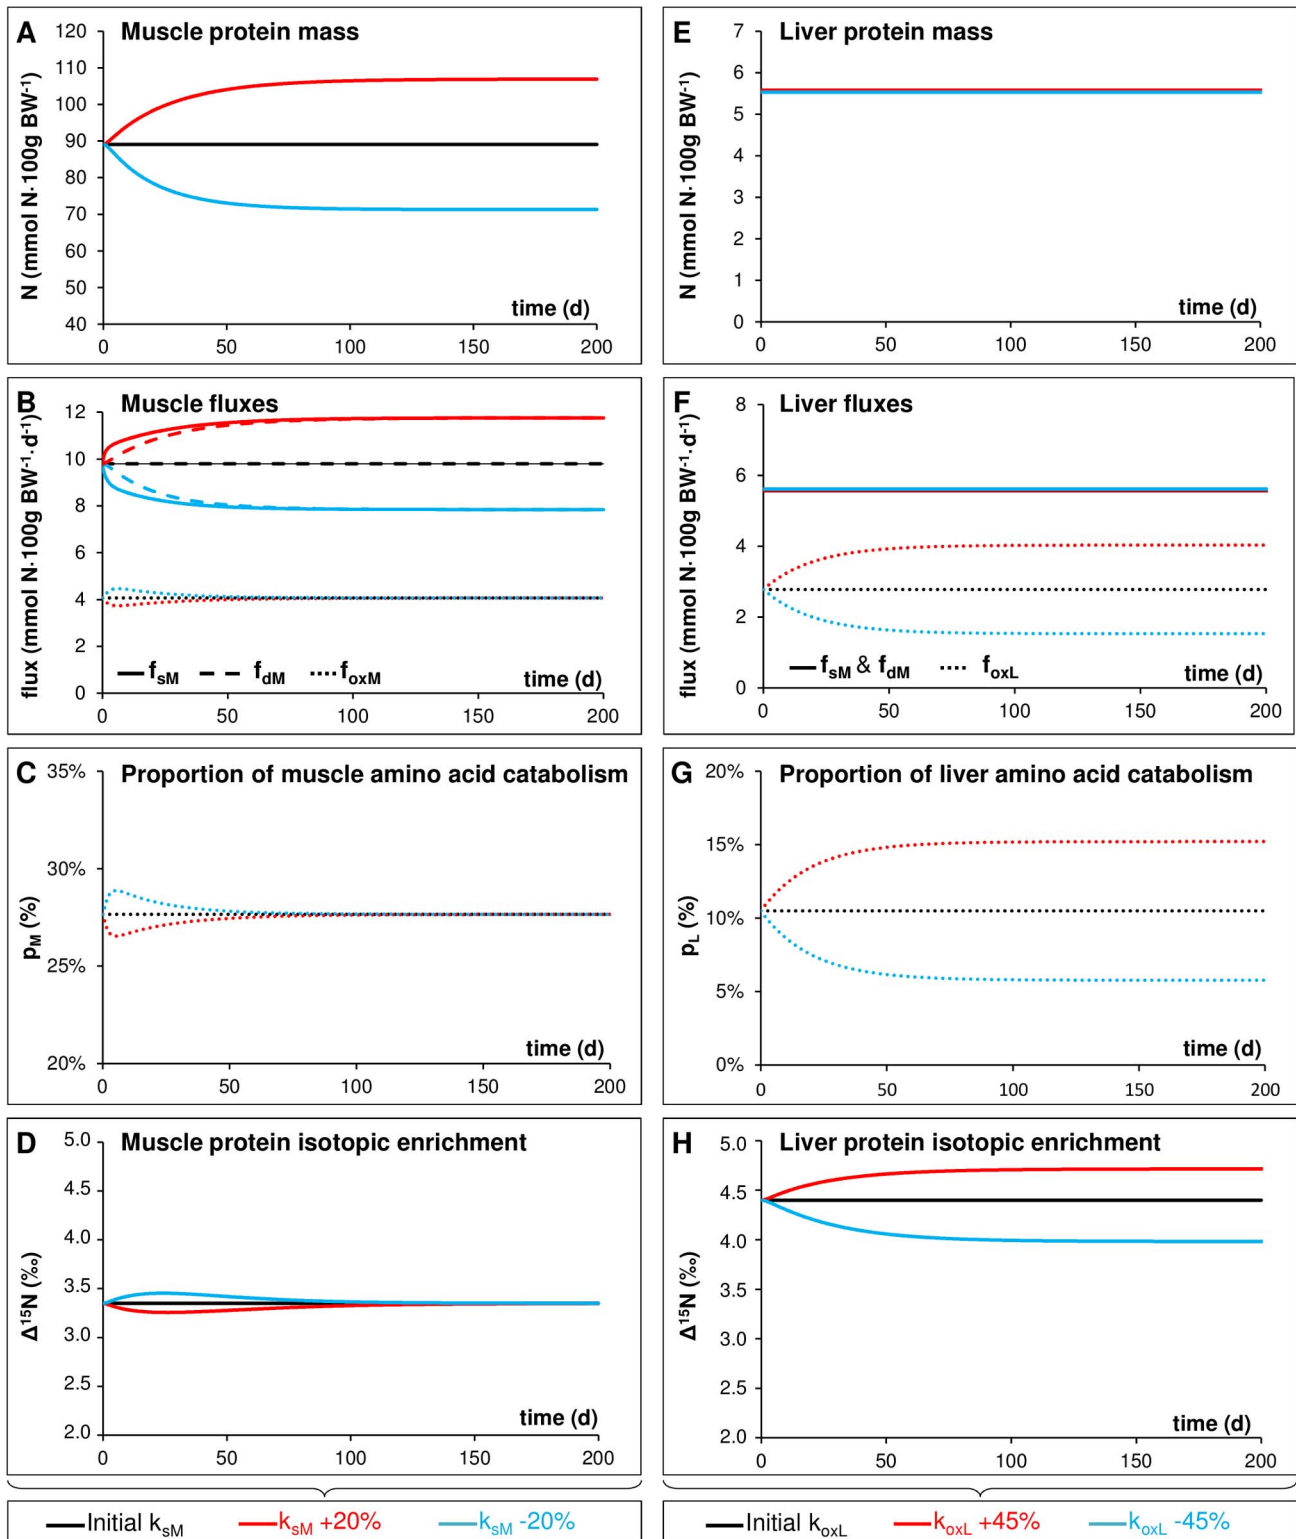 A Muscle protein mass
N (mmol N·100g BW⁻¹)
120
110
100
90
80
70
60
50
40
time (d)
0 50 100 150 200
B Muscle fluxes
flux (mmol N·100g BW⁻¹·d⁻¹)
12
10
8
6
4
2
0
f_sM f_dM f_oxM time (d)
0 50 100 150 200
C Proportion of muscle amino acid catabolism
p_M (%)
35%
30%
25%
20%
time (d)
0 50 100 150 200
D Muscle protein isotopic enrichment
Δ¹⁵N (‰)
5.0
4.5
4.0
3.5
3.0
2.5
2.0
time (d)
0 50 100 150 200
Initial k_sM k_sM +20% k_sM -20%
E Liver protein mass
N (mmol N·100g BW⁻¹)
7
6
5
4
3
2
1
0
time (d)
0 50 100 150 200
F Liver fluxes
flux (mmol N·100g BW⁻¹·d⁻¹)
8
6
4
2
0
f_sM & f_dM f_oxL time (d)
0 50 100 150 200
G Proportion of liver amino acid catabolism
p_L (%)
20%
15%
10%
5%
0%
time (d)
0 50 100 150 200
H Liver protein isotopic enrichment
Δ¹⁵N (‰)
5.0
4.5
4.0
3.5
3.0
2.5
2.0
time (d)
0 50 100 150 200
Initial k_oxL k_oxL +45% k_oxL -45%